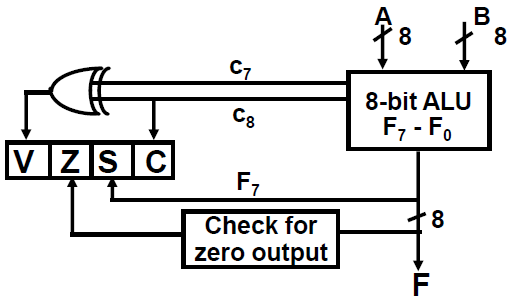 A B
8 8
c7
8-bit ALU
F7 - F0
c8
V Z S C
F7
8
Check for
zero output
F